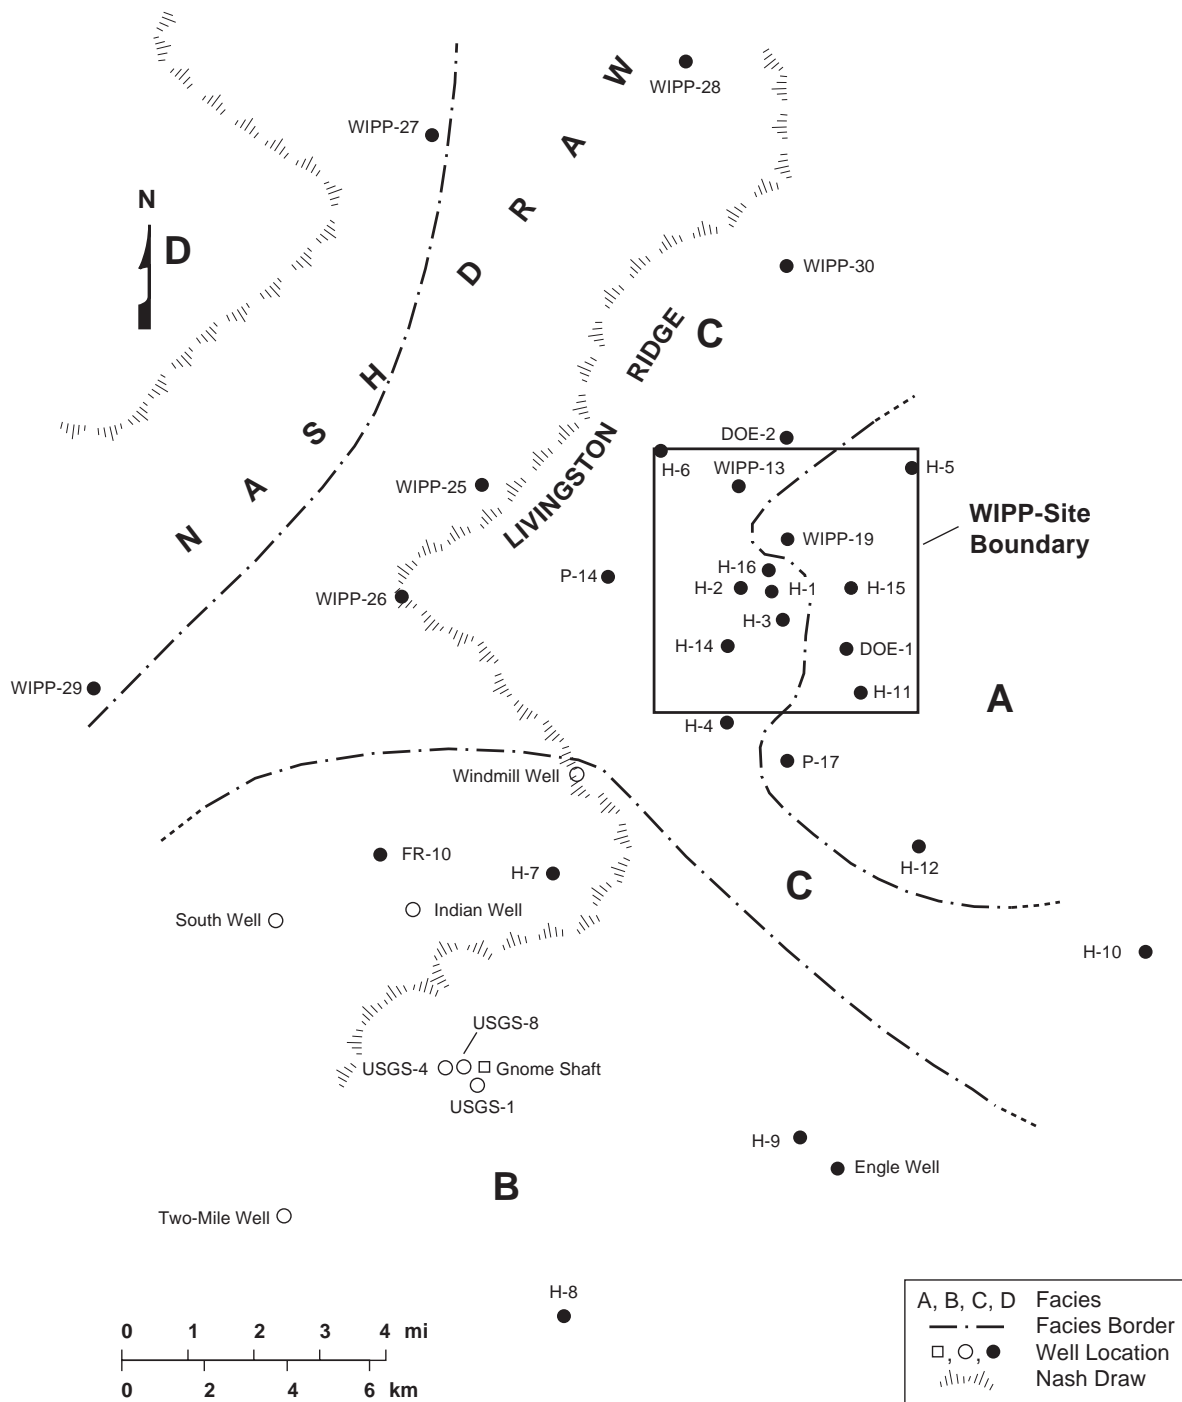 WIPP-28
WIPP-27
N
D
NASH DRAW
WIPP-30
C
LIVINGSTON RIDGE
DOE-2
H-6
WIPP-13
H-5
WIPP-25
WIPP-Site
Boundary
WIPP-19
P-14
H-16
H-2
H-1
H-15
WIPP-26
H-3
H-14
DOE-1
WIPP-29
H-11
A
H-4
P-17
Windmill Well
FR-10
H-7
H-12
C
South Well
Indian Well
H-10
USGS-8
USGS-4
Gnome Shaft
USGS-1
H-9
Engle Well
B
Two-Mile Well
H-8
0 1 2 3 4 mi
0 2 4 6 km
A, B, C, D Facies
Facies Border
, , Well Location
Nash Draw